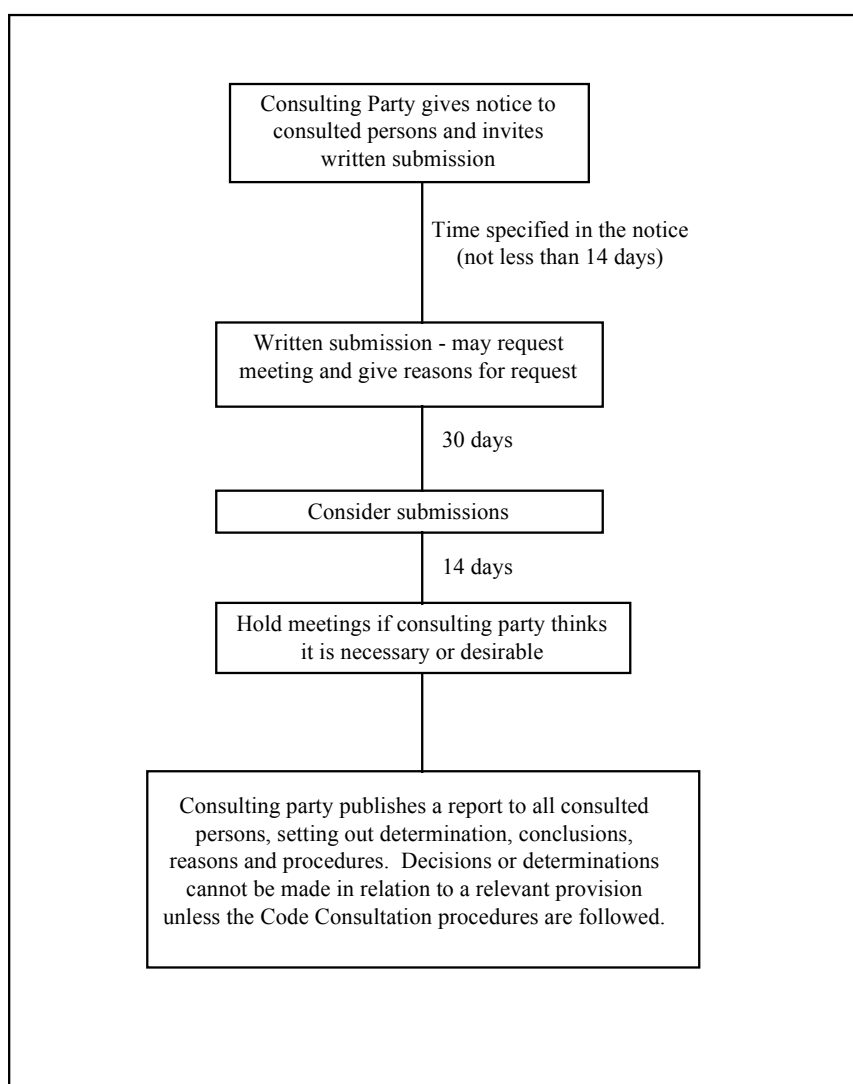 Consulting Party gives notice to
consulted persons and invites
written submission
Time specified in the notice
(not less than 14 days)
Written submission - may request
meeting and give reasons for request
30 days
Consider submissions
14 days
Hold meetings if consulting party thinks
it is necessary or desirable
Consulting party publishes a report to all consulted
persons, setting out determination, conclusions,
reasons and procedures.  Decisions or determinations
cannot be made in relation to a relevant provision
unless the Code Consultation procedures are followed.